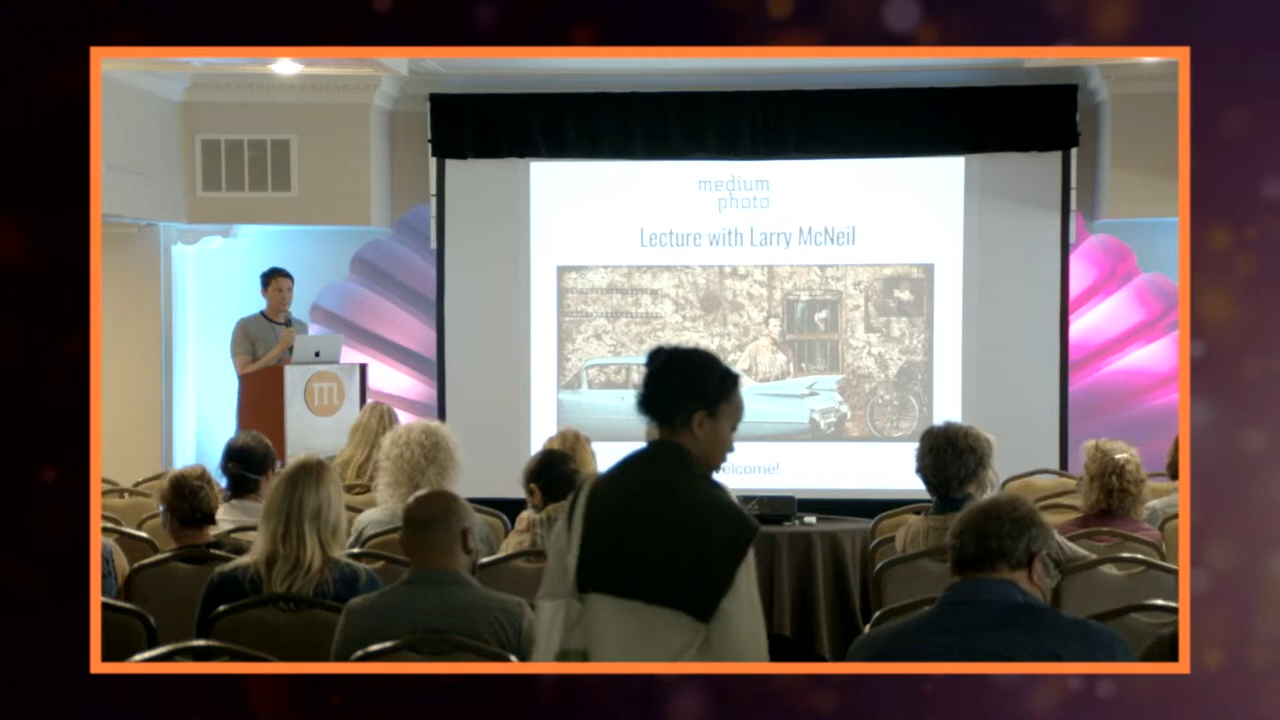 medium
photo
Lecture with Larry McNeil
m
elcome!